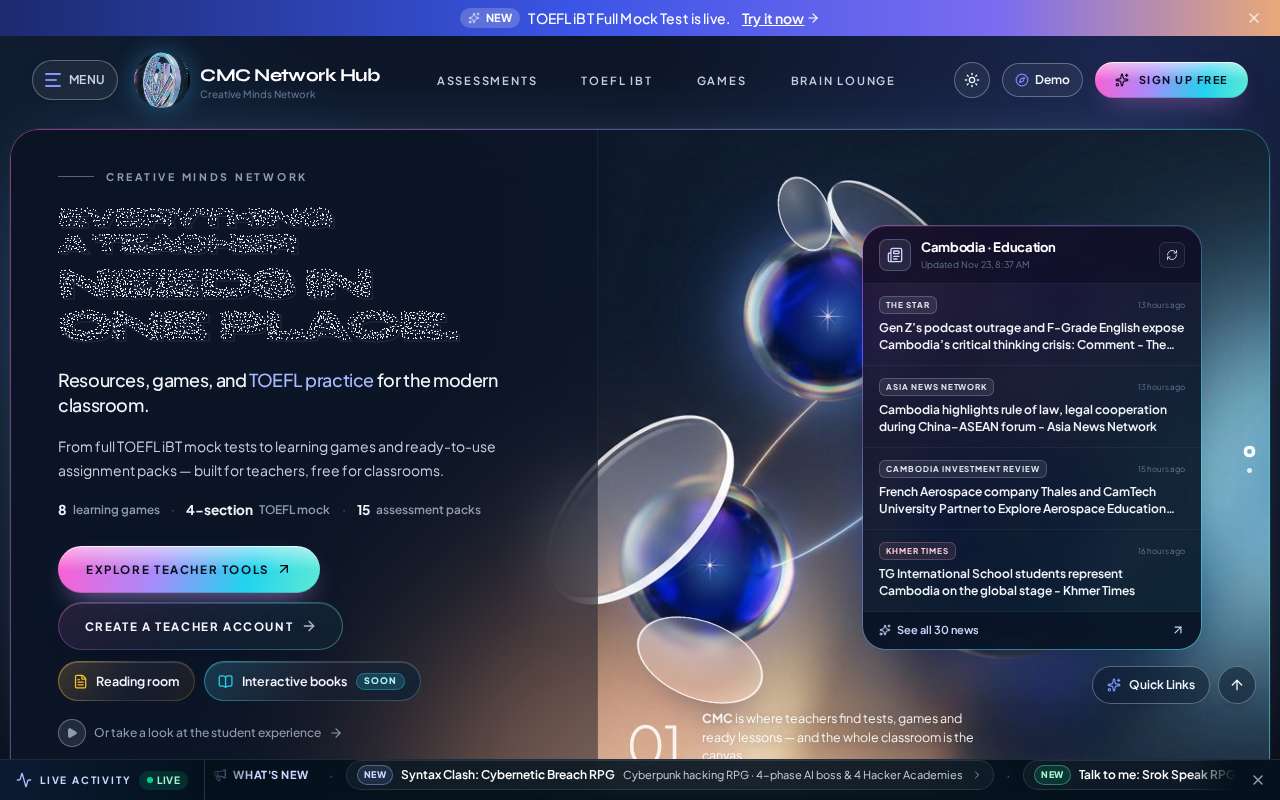 NEW TOEFL iBT Full Mock Test is live. Try it now →
MENU
CMC Network Hub
Creative Minds Network
ASSESSMENTS
TOEFL IBT
GAMES
BRAIN LOUNGE
Demo
SIGN UP FREE
CREATIVE MINDS NETWORK
EVERYTHING
A TEACHER
NEEDS IN
ONE PLACE.
Resources, games, and TOEFL practice for the modern
classroom.
From full TOEFL iBT mock tests to learning games and ready-to-use
assignment packs — built for teachers, free for classrooms.
8 learning games · 4-section TOEFL mock · 15 assessment packs
EXPLORE TEACHER TOOLS
CREATE A TEACHER ACCOUNT →
Reading room
Interactive books SOON
Or take a look at the student experience →
Cambodia · Education
Updated Nov 23, 8:37 AM
THE STAR 13 hours ago
Gen Z's podcast outrage and F-Grade English expose
Cambodia's critical thinking crisis: Comment - The…
ASIA NEWS NETWORK 13 hours ago
Cambodia highlights rule of law, legal cooperation
during China–ASEAN forum - Asia News Network
CAMBODIA INVESTMENT REVIEW 15 hours ago
French Aerospace company Thales and CamTech
University Partner to Explore Aerospace Education…
KHMER TIMES 16 hours ago
TG International School students represent
Cambodia on the global stage - Khmer Times
See all 30 news
Quick Links
01
CMC is where teachers find tests, games and
ready lessons — and the whole classroom is the
canvas.
LIVE ACTIVITY LIVE
WHAT'S NEW · NEW Syntax Clash: Cybernetic Breach RPG Cyberpunk hacking RPG · 4-phase AI boss & 4 Hacker Academies · NEW Talk to me: Srok Speak RPG